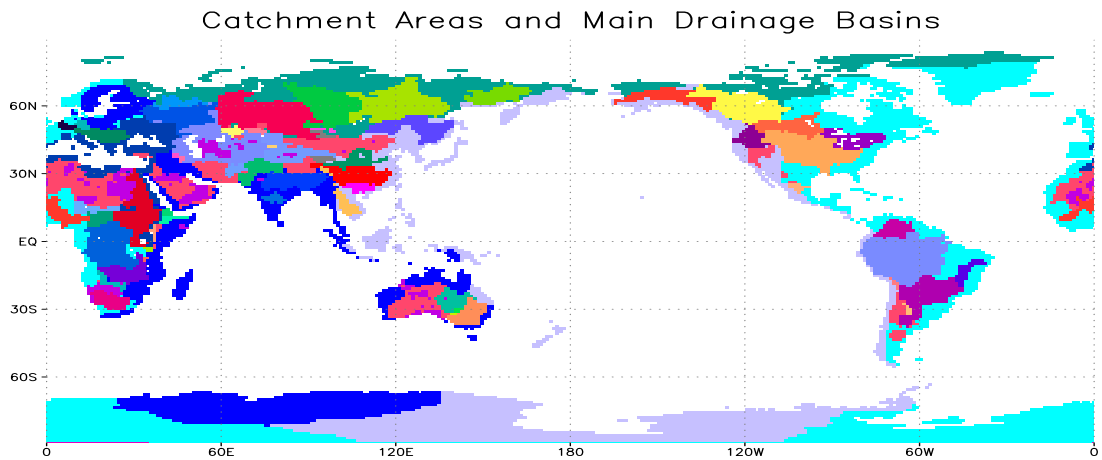 Catchment Areas and Main Drainage Basins
60N
30N
EQ
30S
60S
0 60E 120E 180 120W 60W 0